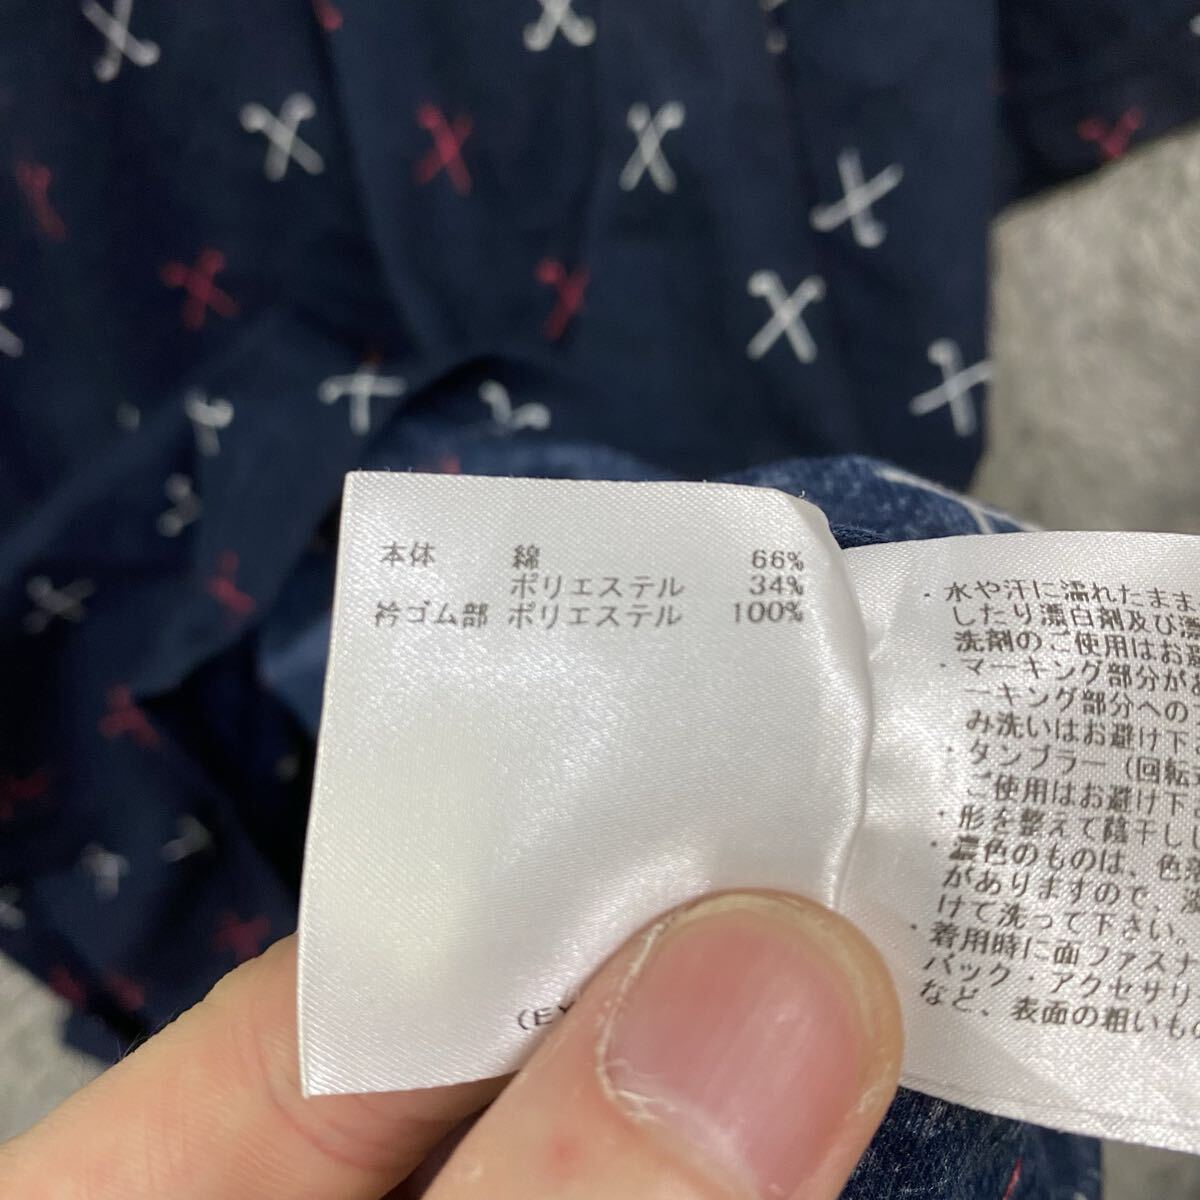 本体 綿 66%
ポリエステル 34%
衿ゴム部 ポリエステル 100%
(EX
・水や汗に濡れたまま
したり漂白剤及び漂
洗剤のご使用はお避
・マーキング部分があ
ーキング部分への
み洗いはお避け下
・タンブラー(回転式
ご使用はお避け下
・形を整えて陰干し
・濃色のものは、色落
がありますので、
けて洗って下さい。
・着用時に面ファスナ
バック・アクセサリ
など、表面の粗いもの